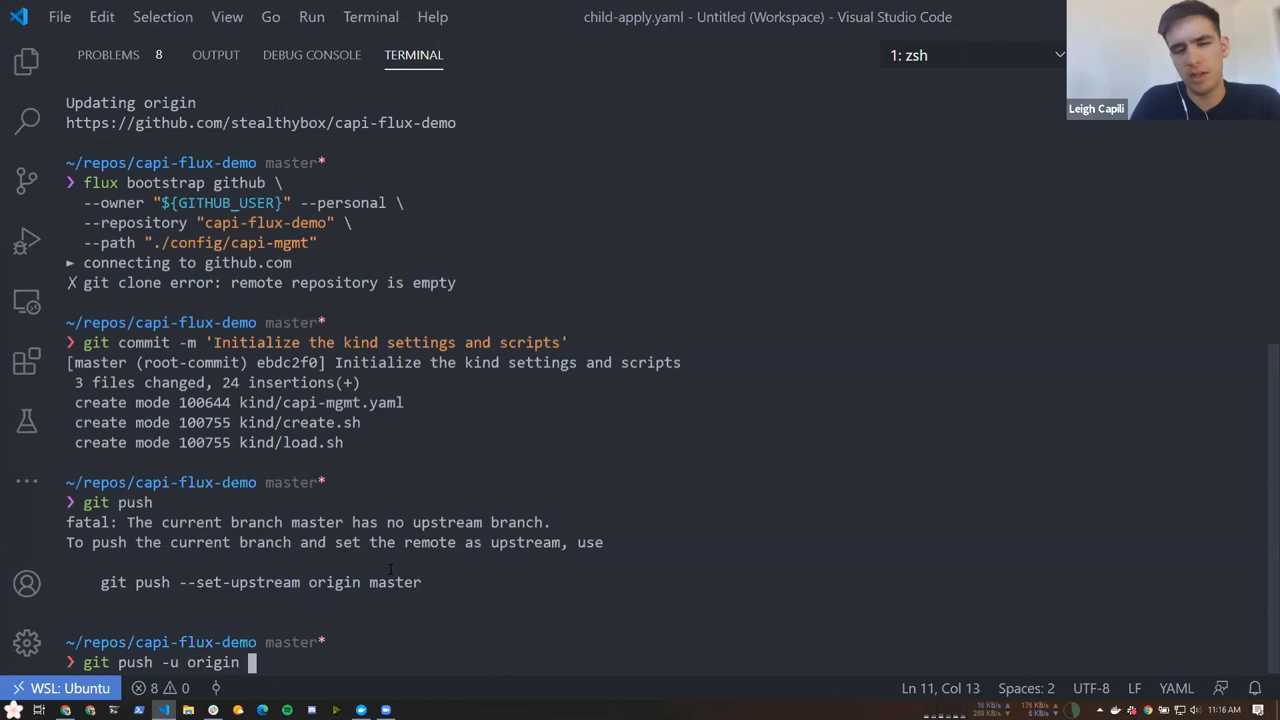 File Edit Selection View Go Run Terminal Help child-apply.yaml - Untitled (Workspace) - Visual Studio Code
PROBLEMS 8 OUTPUT DEBUG CONSOLE TERMINAL 1: zsh
Leigh Capili
Updating origin
https://github.com/stealthybox/capi-flux-demo
~/repos/capi-flux-demo master*
❯ flux bootstrap github \
--owner "${GITHUB_USER}" --personal \
--repository "capi-flux-demo" \
--path "./config/capi-mgmt"
► connecting to github.com
✗ git clone error: remote repository is empty
~/repos/capi-flux-demo master*
❯ git commit -m 'Initialize the kind settings and scripts'
[master (root-commit) ebdc2f0] Initialize the kind settings and scripts
3 files changed, 24 insertions(+)
create mode 100644 kind/capi-mgmt.yaml
create mode 100755 kind/create.sh
create mode 100755 kind/load.sh
~/repos/capi-flux-demo master*
❯ git push
fatal: The current branch master has no upstream branch.
To push the current branch and set the remote as upstream, use
git push --set-upstream origin master
~/repos/capi-flux-demo master*
❯ git push -u origin
WSL: Ubuntu 8 0 Ln 11, Col 13 Spaces: 2 UTF-8 LF YAML
11:16 AM